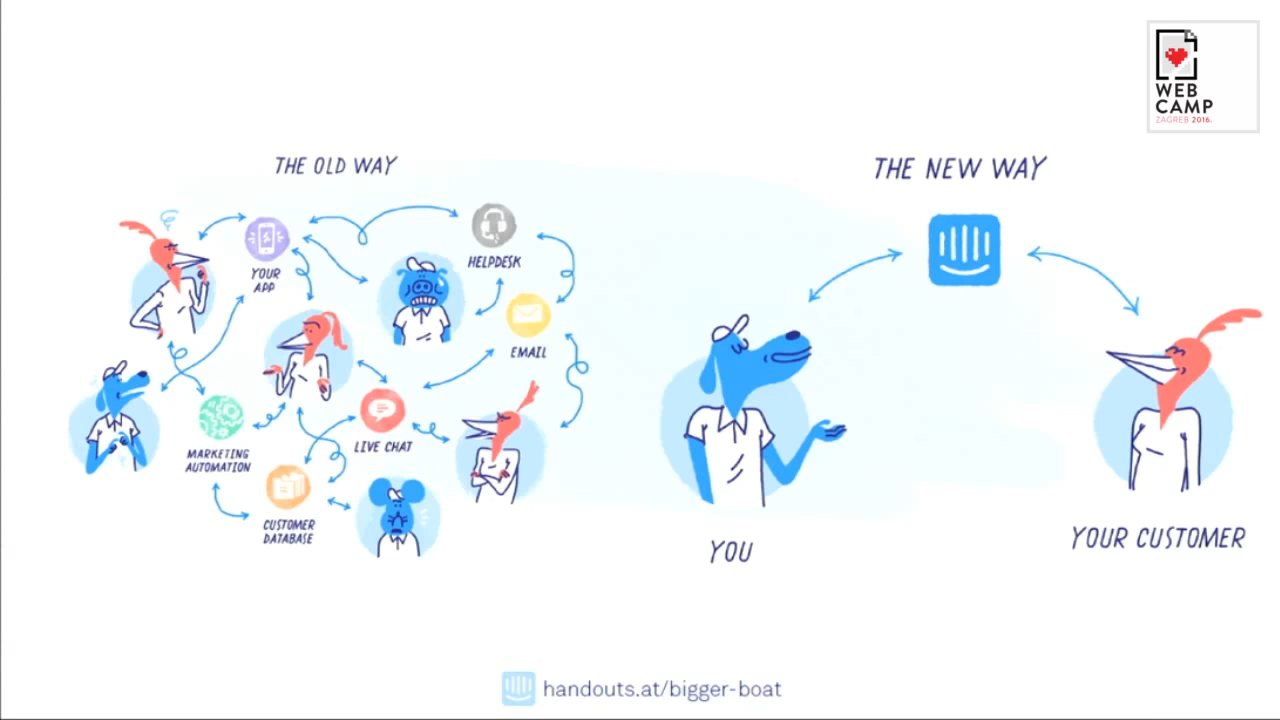 WEB
CAMP
ZAGREB 2016.
THE OLD WAY
THE NEW WAY
YOUR
APP
HELPDESK
EMAIL
MARKETING
AUTOMATION
LIVE CHAT
CUSTOMER
DATABASE
YOU
YOUR CUSTOMER
handouts.at/bigger-boat